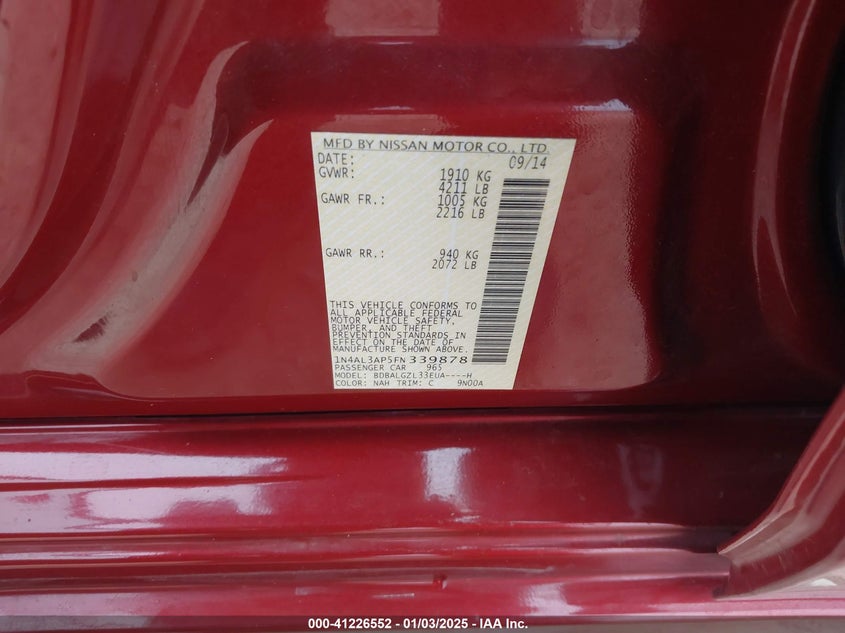 MFD BY NISSAN MOTOR CO., LTD.
DATE: 09/14
GVWR: 1910 KG
4211 LB
GAWR FR.: 1005 KG
2216 LB
GAWR RR.: 940 KG
2072 LB
THIS VEHICLE CONFORMS TO
ALL APPLICABLE FEDERAL
MOTOR VEHICLE SAFETY,
BUMPER, AND THEFT
PREVENTION STANDARDS IN
EFFECT ON THE DATE OF
MANUFACTURE SHOWN ABOVE.
1N4AL3AP5FN 339878
PASSENGER CAR 965
MODEL: BDBALGZL33EUA----H
COLOR: NAH TRIM: C 9N00A
000-41226552 — 01/03/2025 — IAA Inc.